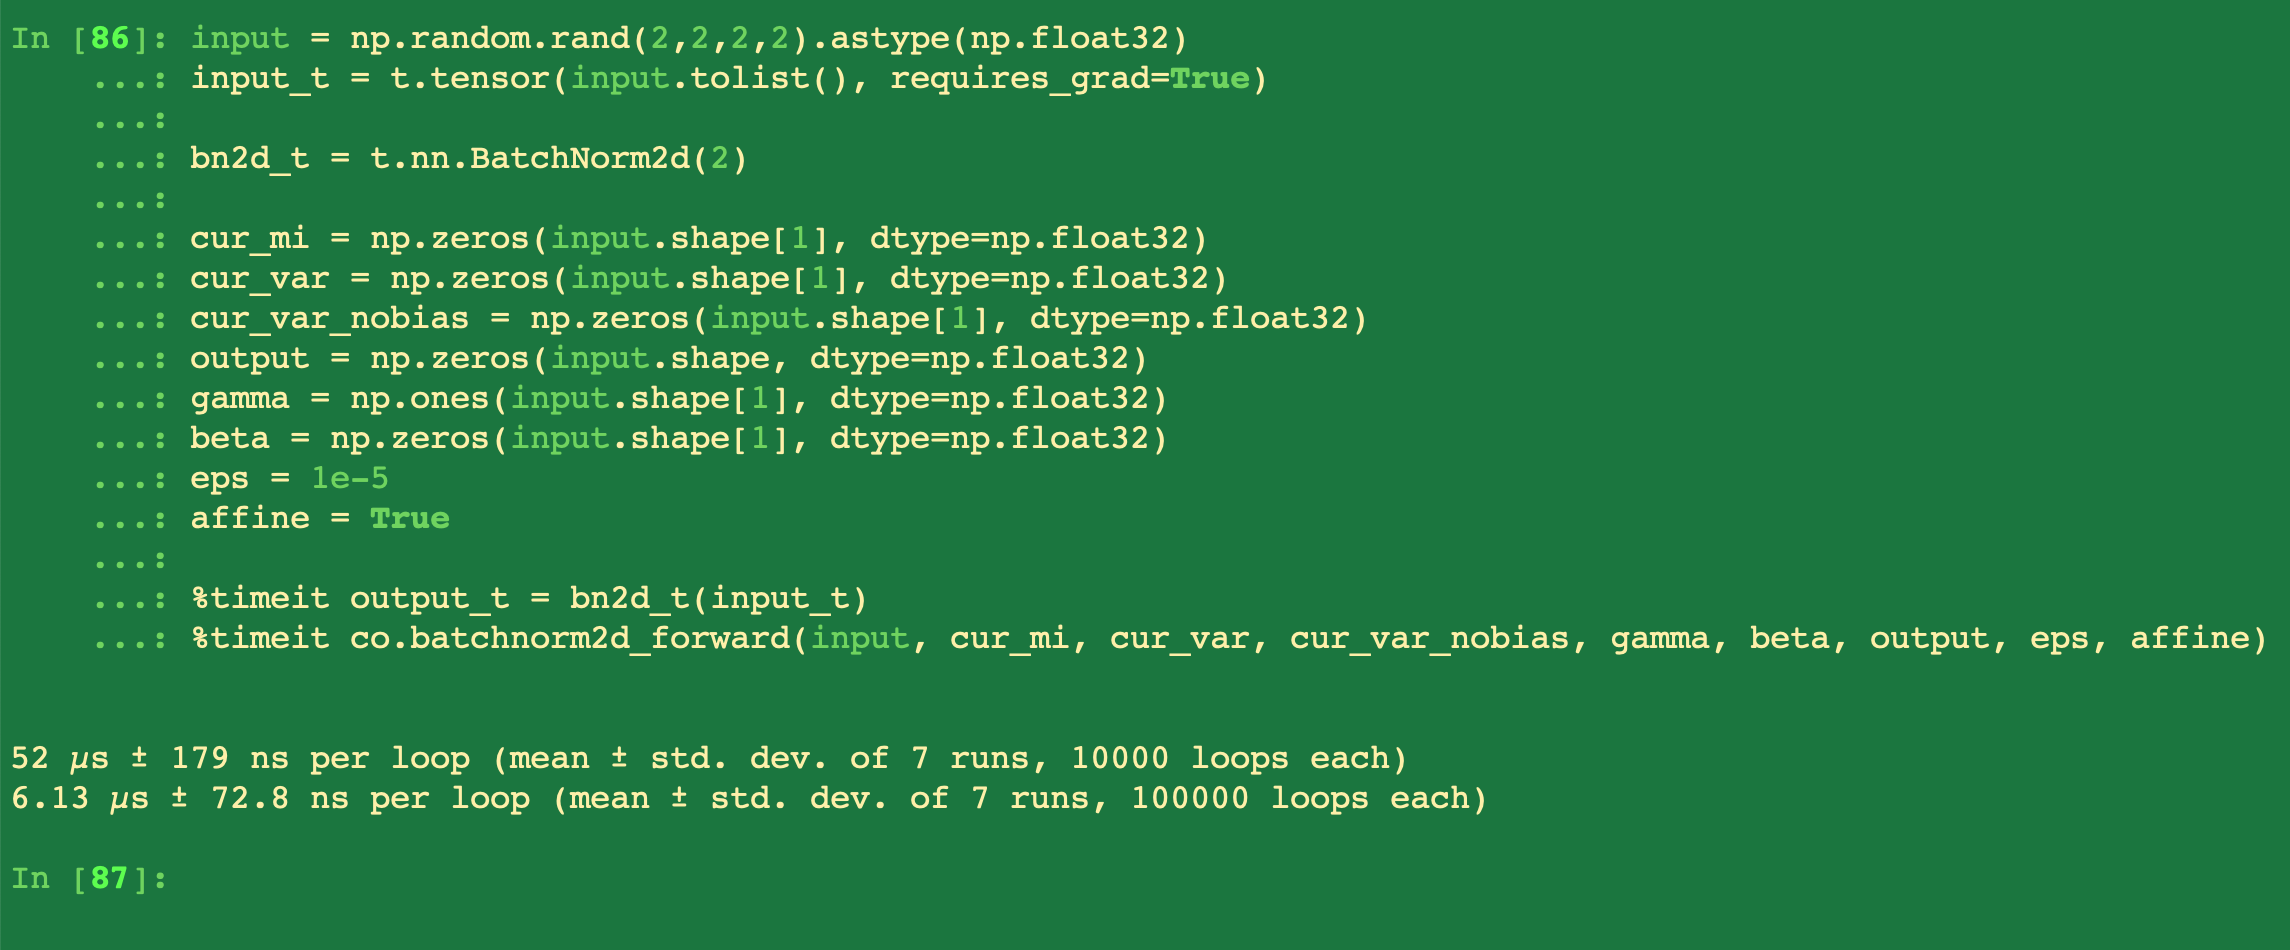 In [86]: input = np.random.rand(2,2,2,2).astype(np.float32)
    ...: input_t = t.tensor(input.tolist(), requires_grad=True)
    ...:
    ...: bn2d_t = t.nn.BatchNorm2d(2)
    ...:
    ...: cur_mi = np.zeros(input.shape[1], dtype=np.float32)
    ...: cur_var = np.zeros(input.shape[1], dtype=np.float32)
    ...: cur_var_nobias = np.zeros(input.shape[1], dtype=np.float32)
    ...: output = np.zeros(input.shape, dtype=np.float32)
    ...: gamma = np.ones(input.shape[1], dtype=np.float32)
    ...: beta = np.zeros(input.shape[1], dtype=np.float32)
    ...: eps = 1e-5
    ...: affine = True
    ...:
    ...: %timeit output_t = bn2d_t(input_t)
    ...: %timeit co.batchnorm2d_forward(input, cur_mi, cur_var, cur_var_nobias, gamma, beta, output, eps, affine)
52 µs ± 179 ns per loop (mean ± std. dev. of 7 runs, 10000 loops each)
6.13 µs ± 72.8 ns per loop (mean ± std. dev. of 7 runs, 100000 loops each)
In [87]: